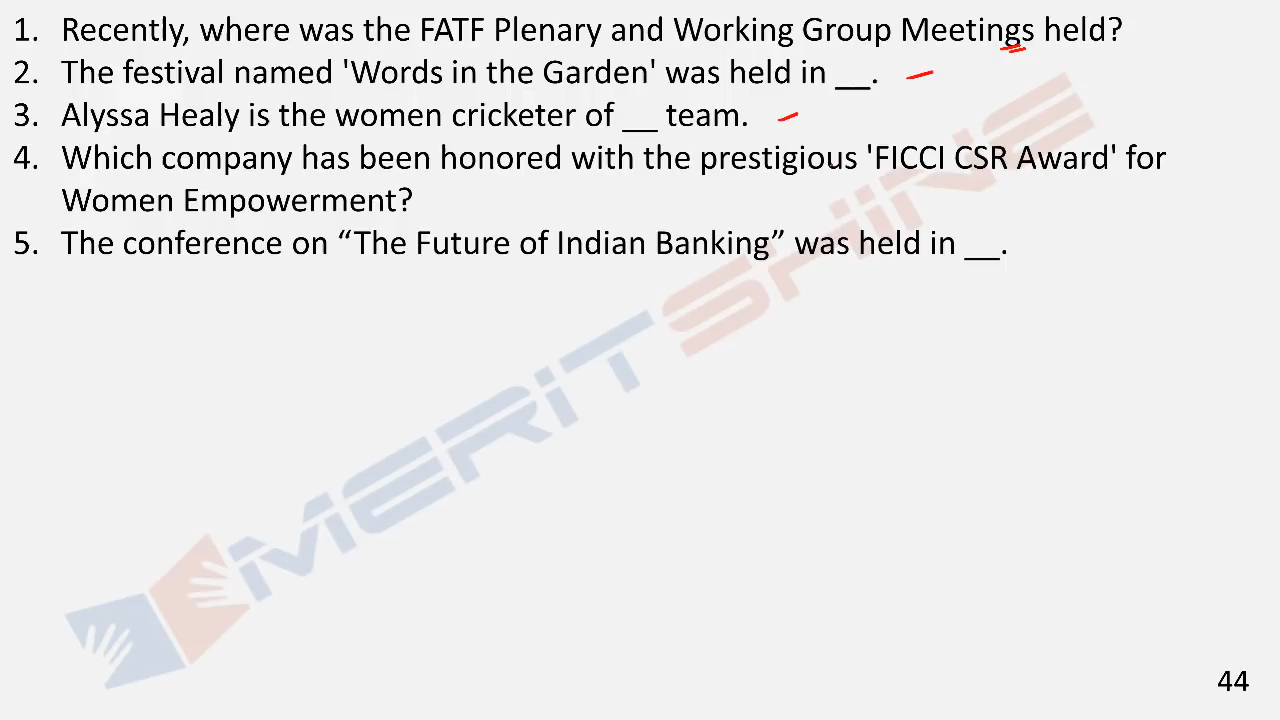 1. Recently, where was the FATF Plenary and Working Group Meetings held?
2. The festival named 'Words in the Garden' was held in __.
3. Alyssa Healy is the women cricketer of __ team.
4. Which company has been honored with the prestigious 'FICCI CSR Award' for
Women Empowerment?
5. The conference on “The Future of Indian Banking” was held in __.
MERiTSHiNE
44